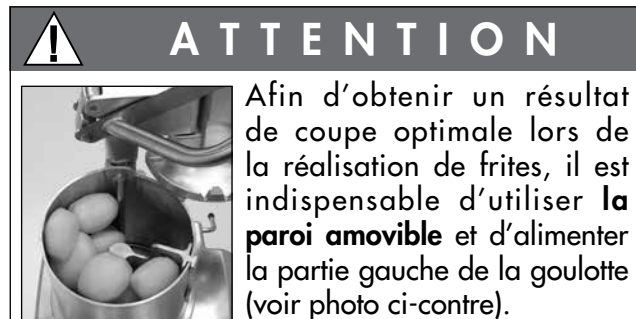 ATTENTION
Afin d'obtenir un résultat
de coupe optimale lors de
la réalisation de frites, il est
indispensable d'utiliser la
paroi amovible et d'alimenter
la partie gauche de la goulotte
(voir photo ci-contre).